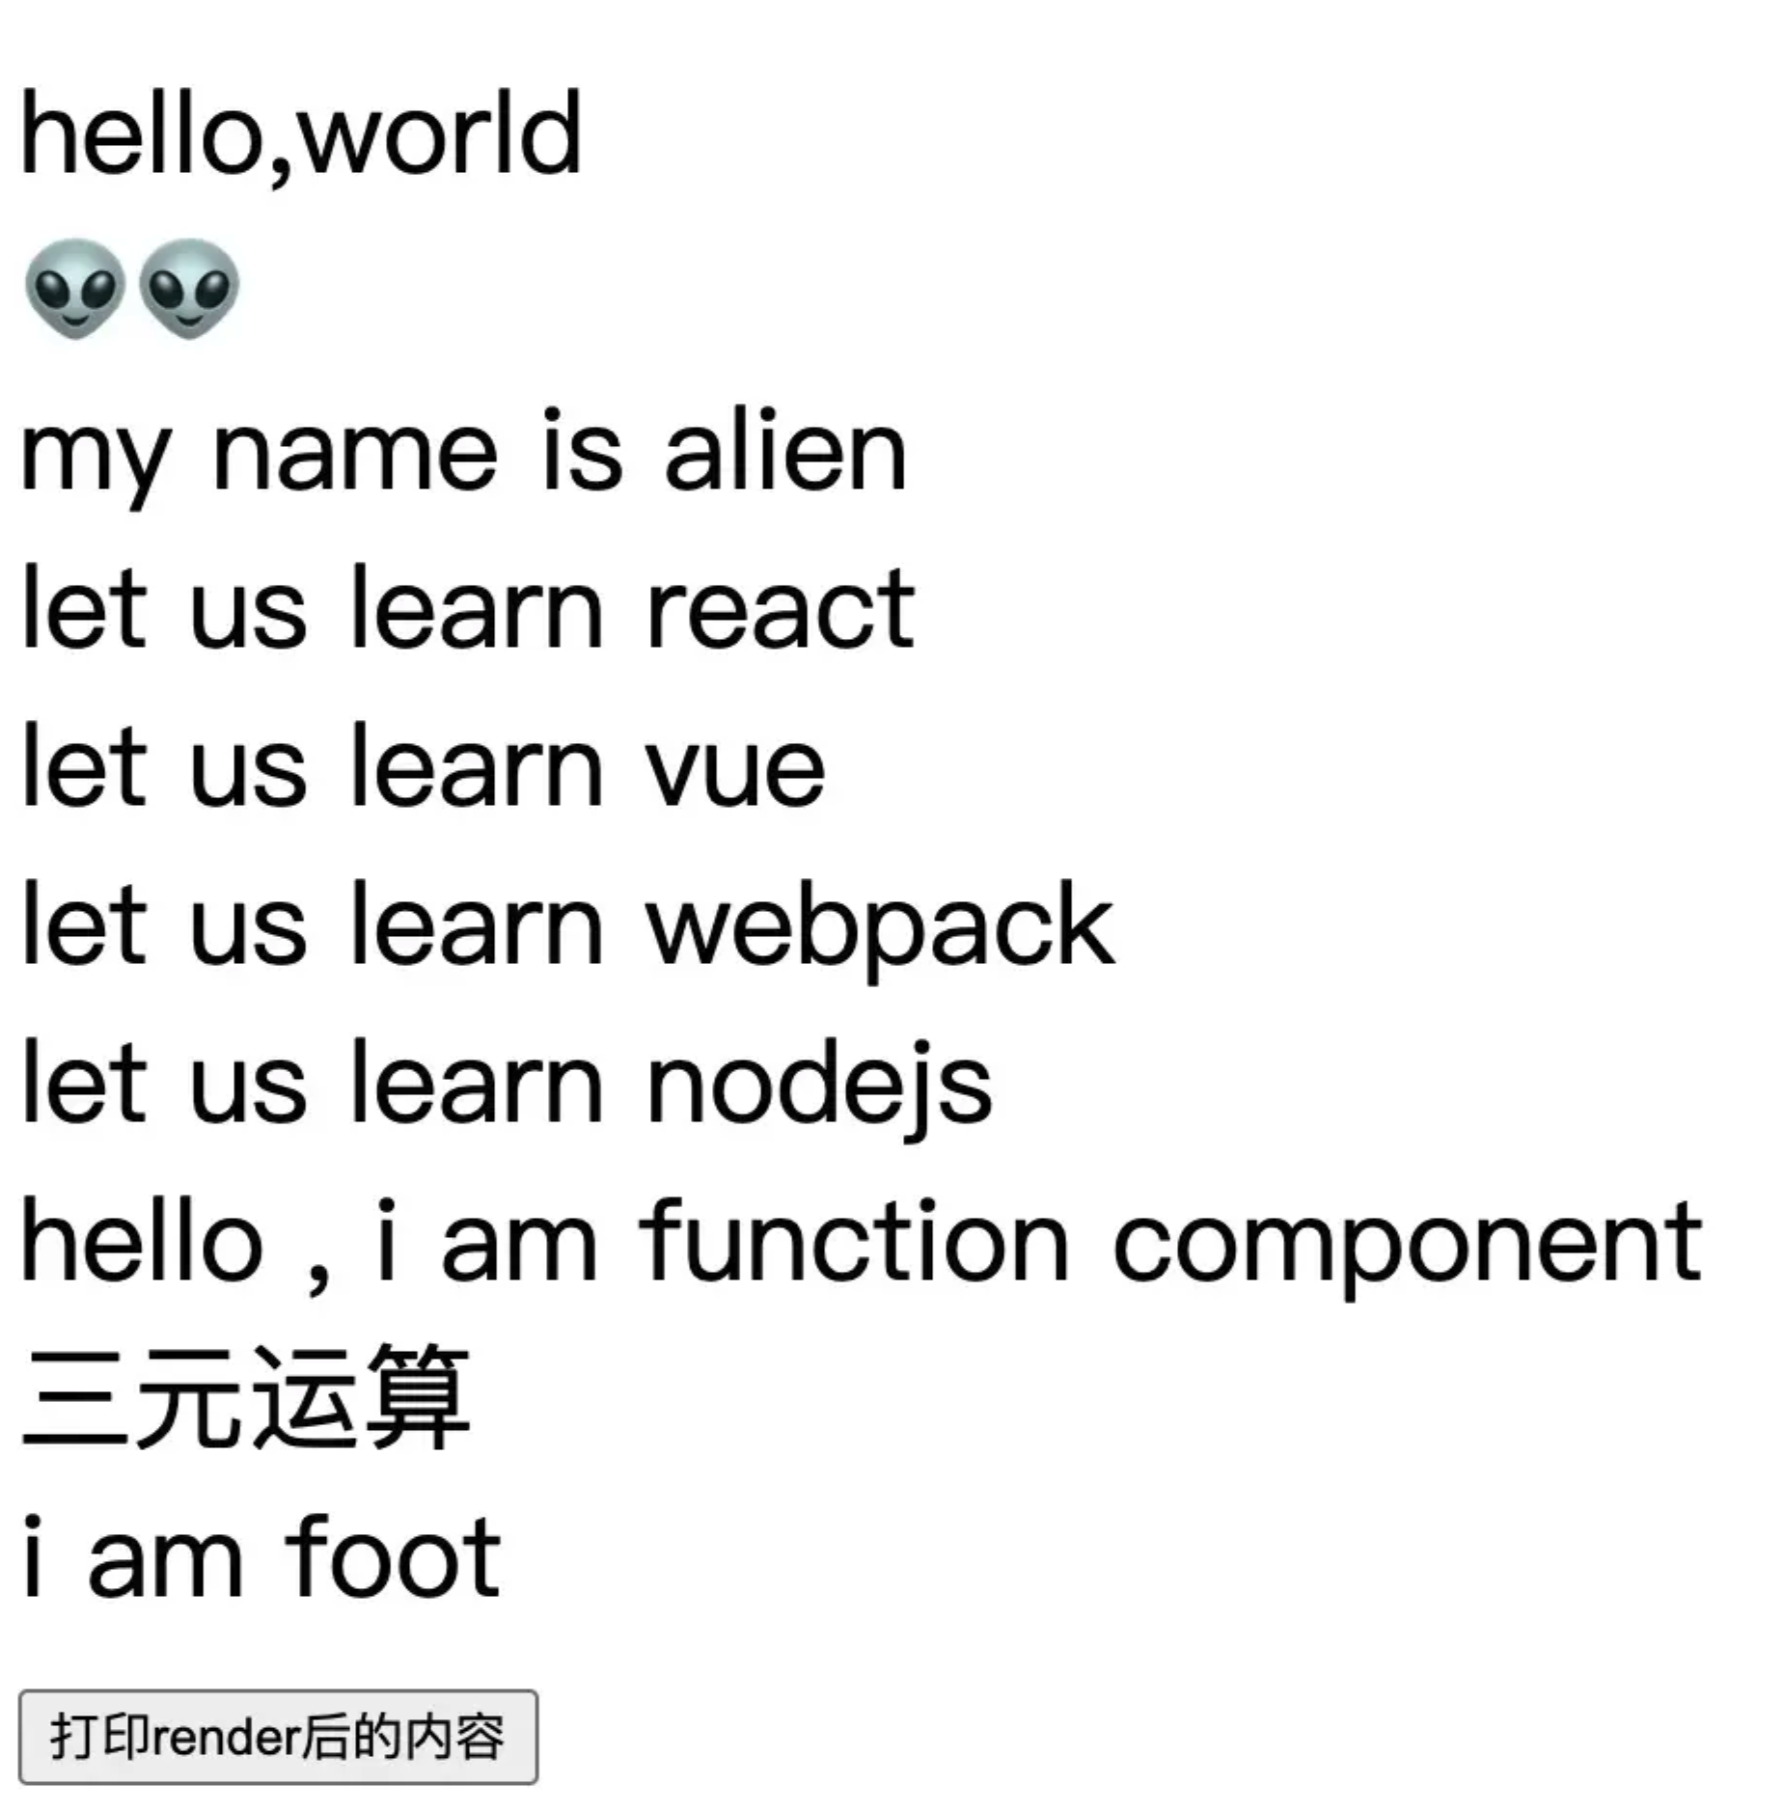 hello,world
👽👽
my name is alien
let us learn react
let us learn vue
let us learn webpack
let us learn nodejs
hello , i am function component
三元运算
i am foot
打印render后的内容